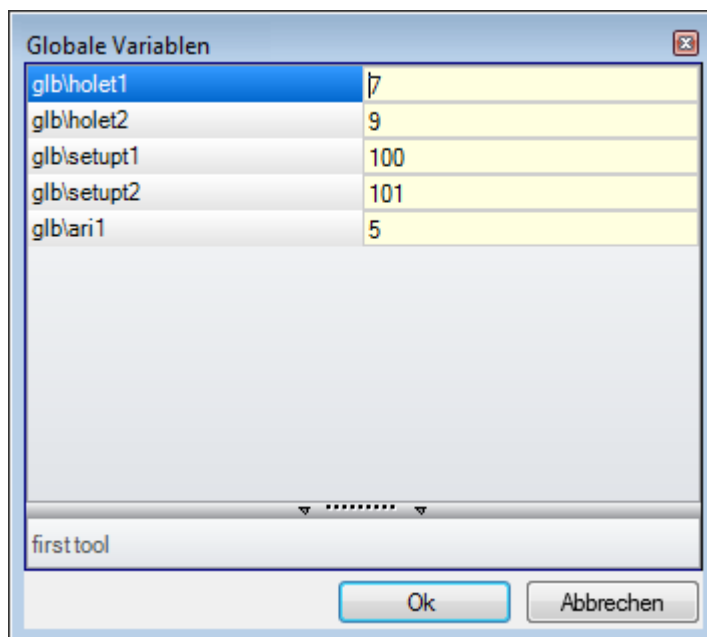 Globale Variablen
glb\holet1 7
glb\holet2 9
glb\setupt1 100
glb\setupt2 101
glb\ari1 5
first tool
Ok Abbrechen